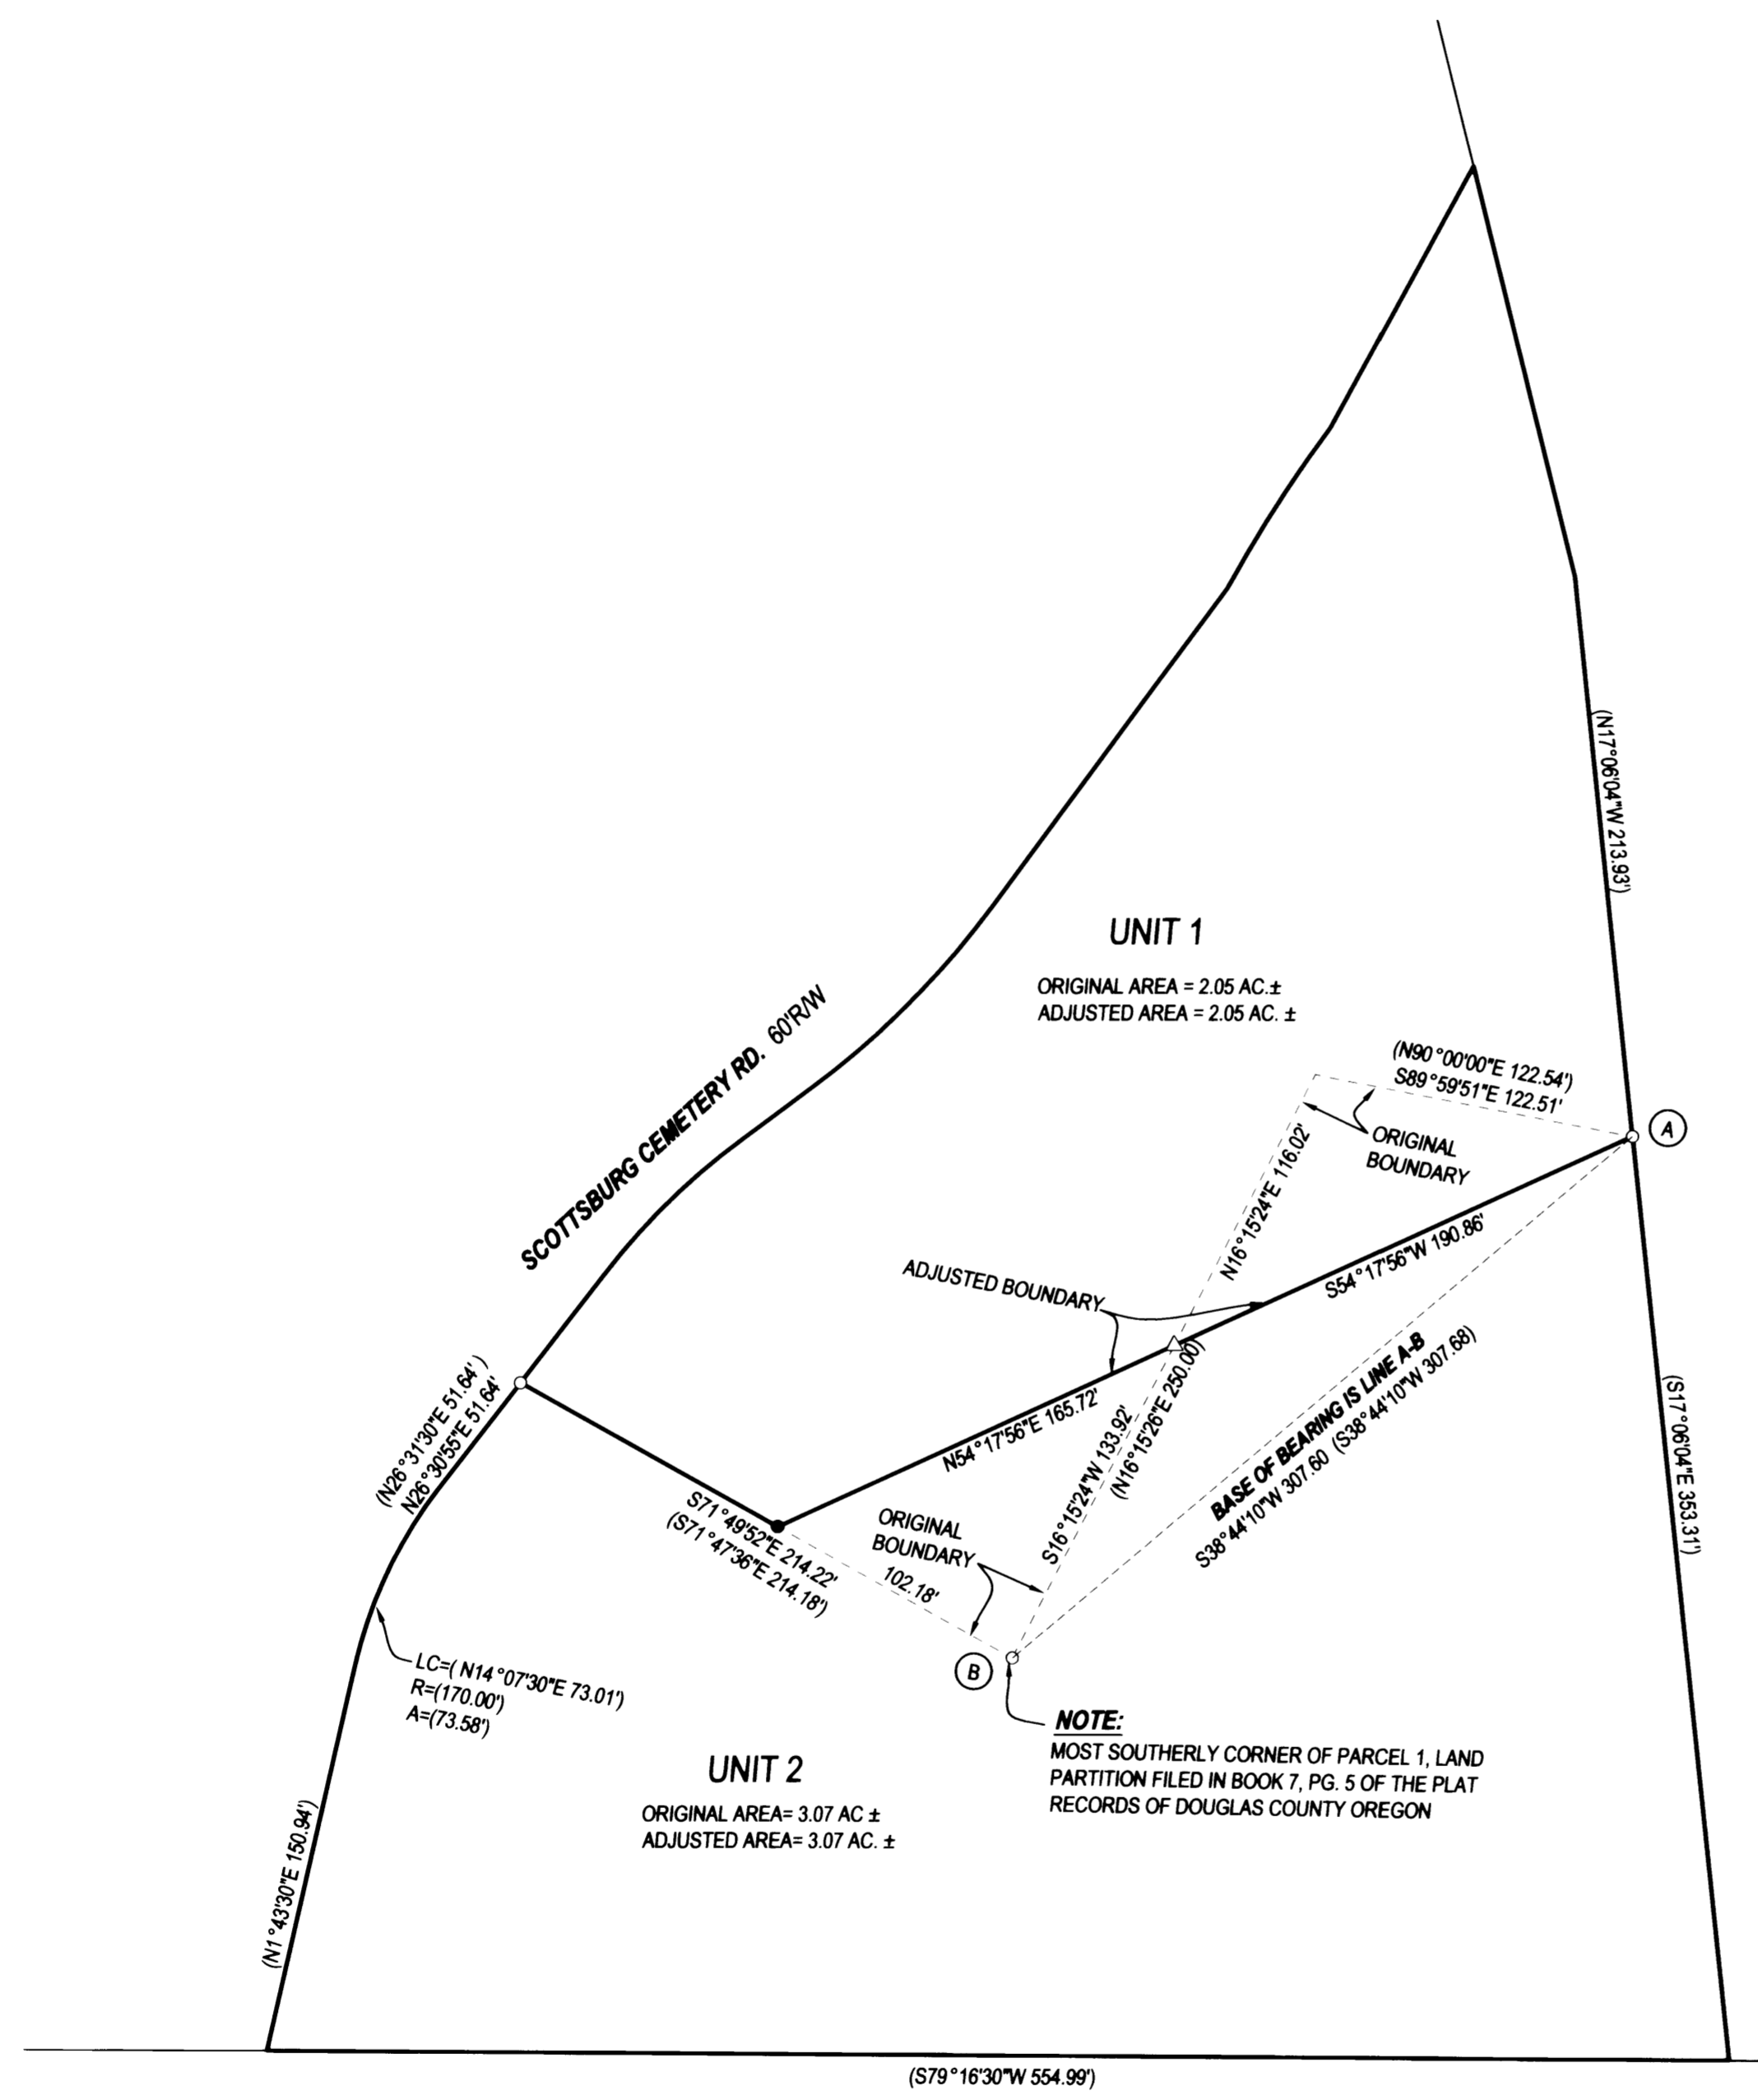 (N17°06'04"W 213.93')
UNIT 1
ORIGINAL AREA = 2.05 AC.±
ADJUSTED AREA = 2.05 AC. ±
SCOTTSBURG CEMETERY RD. 60'R/W
(N90°00'00"E 122.54')
S89°59'51"E 122.51'
A
ORIGINAL
BOUNDARY
N16°15'24"E 116.02'
S54°17'56"W 190.86'
ADJUSTED BOUNDARY
N54°17'56"E 165.72'
S16°15'24"W 133.92'
(N16°15'26"E 250.00)
BASE OF BEARING IS LINE A-B
S38°44'10"W 307.60 (S38°44'10"W 307.68)
(S17°06'04"E 353.31')
(N26°31'30"E 51.64')
N26°30'55"E 51.64'
S71°49'52"E 214.22'
(S71°47'36"E 214.18')
ORIGINAL
BOUNDARY
102.18'
B
LC=( N14°07'30"E 73.01')
R=(170.00')
A=(73.58')
NOTE:
MOST SOUTHERLY CORNER OF PARCEL 1, LAND
PARTITION FILED IN BOOK 7, PG. 5 OF THE PLAT
RECORDS OF DOUGLAS COUNTY OREGON
UNIT 2
ORIGINAL AREA= 3.07 AC ±
ADJUSTED AREA= 3.07 AC. ±
(N1°43'30"E 150.94')
(S79°16'30"W 554.99')